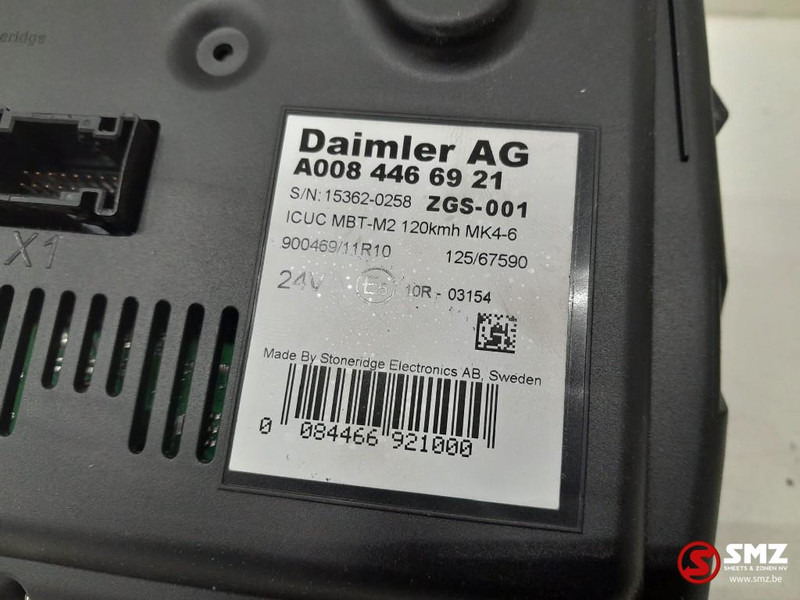 Daimler AG
A008 446 69 21
S/N: 15362-0258 ZGS-001
ICUC MBT-M2 120kmh MK4-6
900469/11R10 125/67590
24V 10R - 03154
Made By Stoneridge Electronics AB, Sweden
0 084466 921000
X1
SMZ
SMEETS & ZONEN NV
www.smz.be